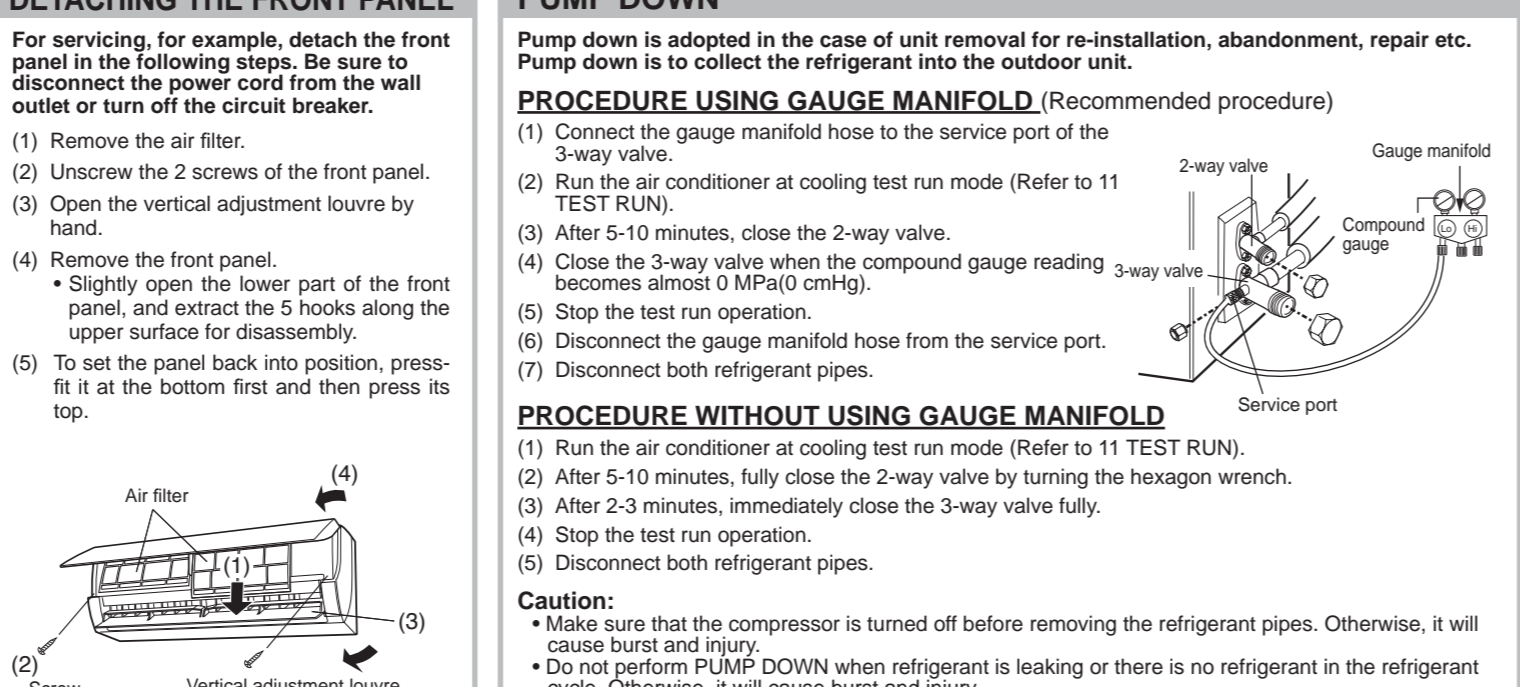 DETACHING THE FRONT PANEL
For servicing, for example, detach the front
panel in the following steps. Be sure to
disconnect the power cord from the wall
outlet or turn off the circuit breaker.
(1) Remove the air filter.
(2) Unscrew the 2 screws of the front panel.
(3) Open the vertical adjustment louvre by
hand.
(4) Remove the front panel.
• Slightly open the lower part of the front
panel, and extract the 5 hooks along the
upper surface for disassembly.
(5) To set the panel back into position, press-
fit it at the bottom first and then press its
top.
(4)
Air filter
(1)
(3)
(2)
Screw
Vertical adjustment louvre
PUMP DOWN
Pump down is adopted in the case of unit removal for re-installation, abandonment, repair etc.
Pump down is to collect the refrigerant into the outdoor unit.
PROCEDURE USING GAUGE MANIFOLD (Recommended procedure)
(1) Connect the gauge manifold hose to the service port of the
3-way valve.
(2) Run the air conditioner at cooling test run mode (Refer to 11
TEST RUN).
(3) After 5-10 minutes, close the 2-way valve.
(4) Close the 3-way valve when the compound gauge reading
becomes almost 0 MPa(0 cmHg).
(5) Stop the test run operation.
(6) Disconnect the gauge manifold hose from the service port.
(7) Disconnect both refrigerant pipes.
Gauge manifold
2-way valve
Compound
gauge
Lo Hi
3-way valve
Service port
PROCEDURE WITHOUT USING GAUGE MANIFOLD
(1) Run the air conditioner at cooling test run mode (Refer to 11 TEST RUN).
(2) After 5-10 minutes, fully close the 2-way valve by turning the hexagon wrench.
(3) After 2-3 minutes, immediately close the 3-way valve fully.
(4) Stop the test run operation.
(5) Disconnect both refrigerant pipes.
Caution:
• Make sure that the compressor is turned off before removing the refrigerant pipes. Otherwise, it will
cause burst and injury.
• Do not perform PUMP DOWN when refrigerant is leaking or there is no refrigerant in the refrigerant
cycle. Otherwise, it will cause burst and injury.